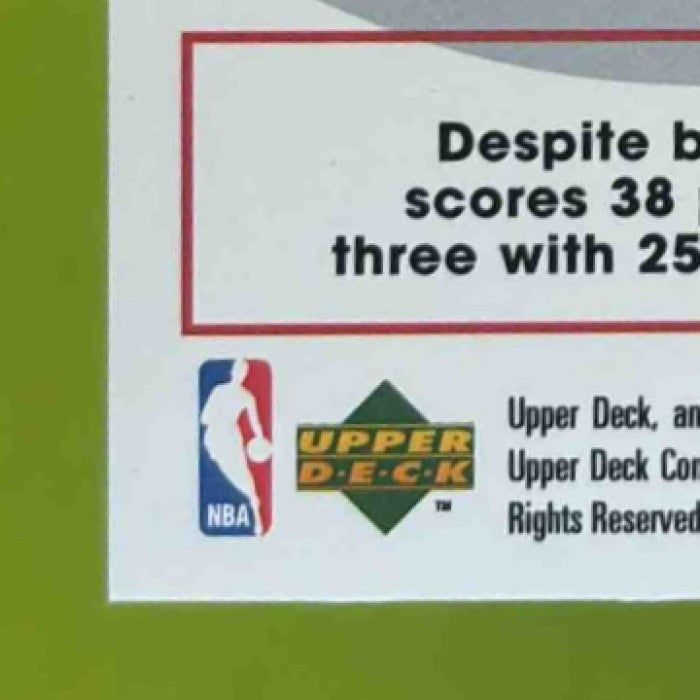 Despite b
scores 38
three with 25
NBA
UPPER
D·E·C·K
TM
Upper Deck, an
Upper Deck Con
Rights Reserved